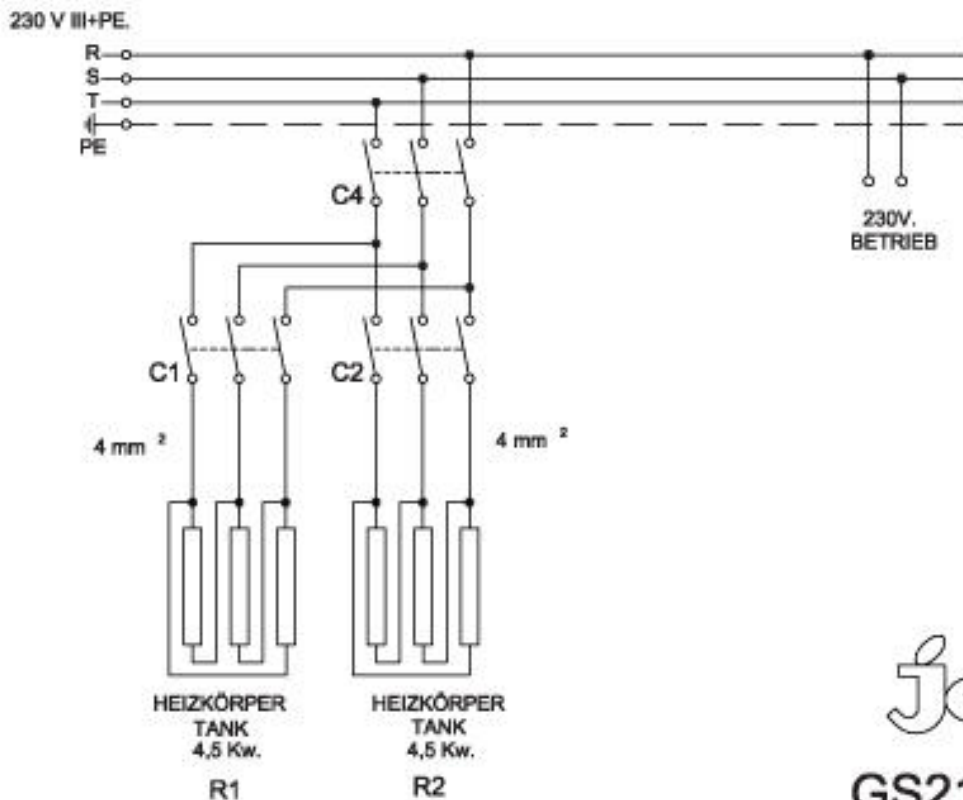 230 V III+PE.
R
S
T
PE
C4
230V.
BETRIEB
C1
C2
4 mm ²
4 mm ²
HEIZKÖRPER
TANK
4,5 Kw.
R1
HEIZKÖRPER
TANK
4,5 Kw.
R2